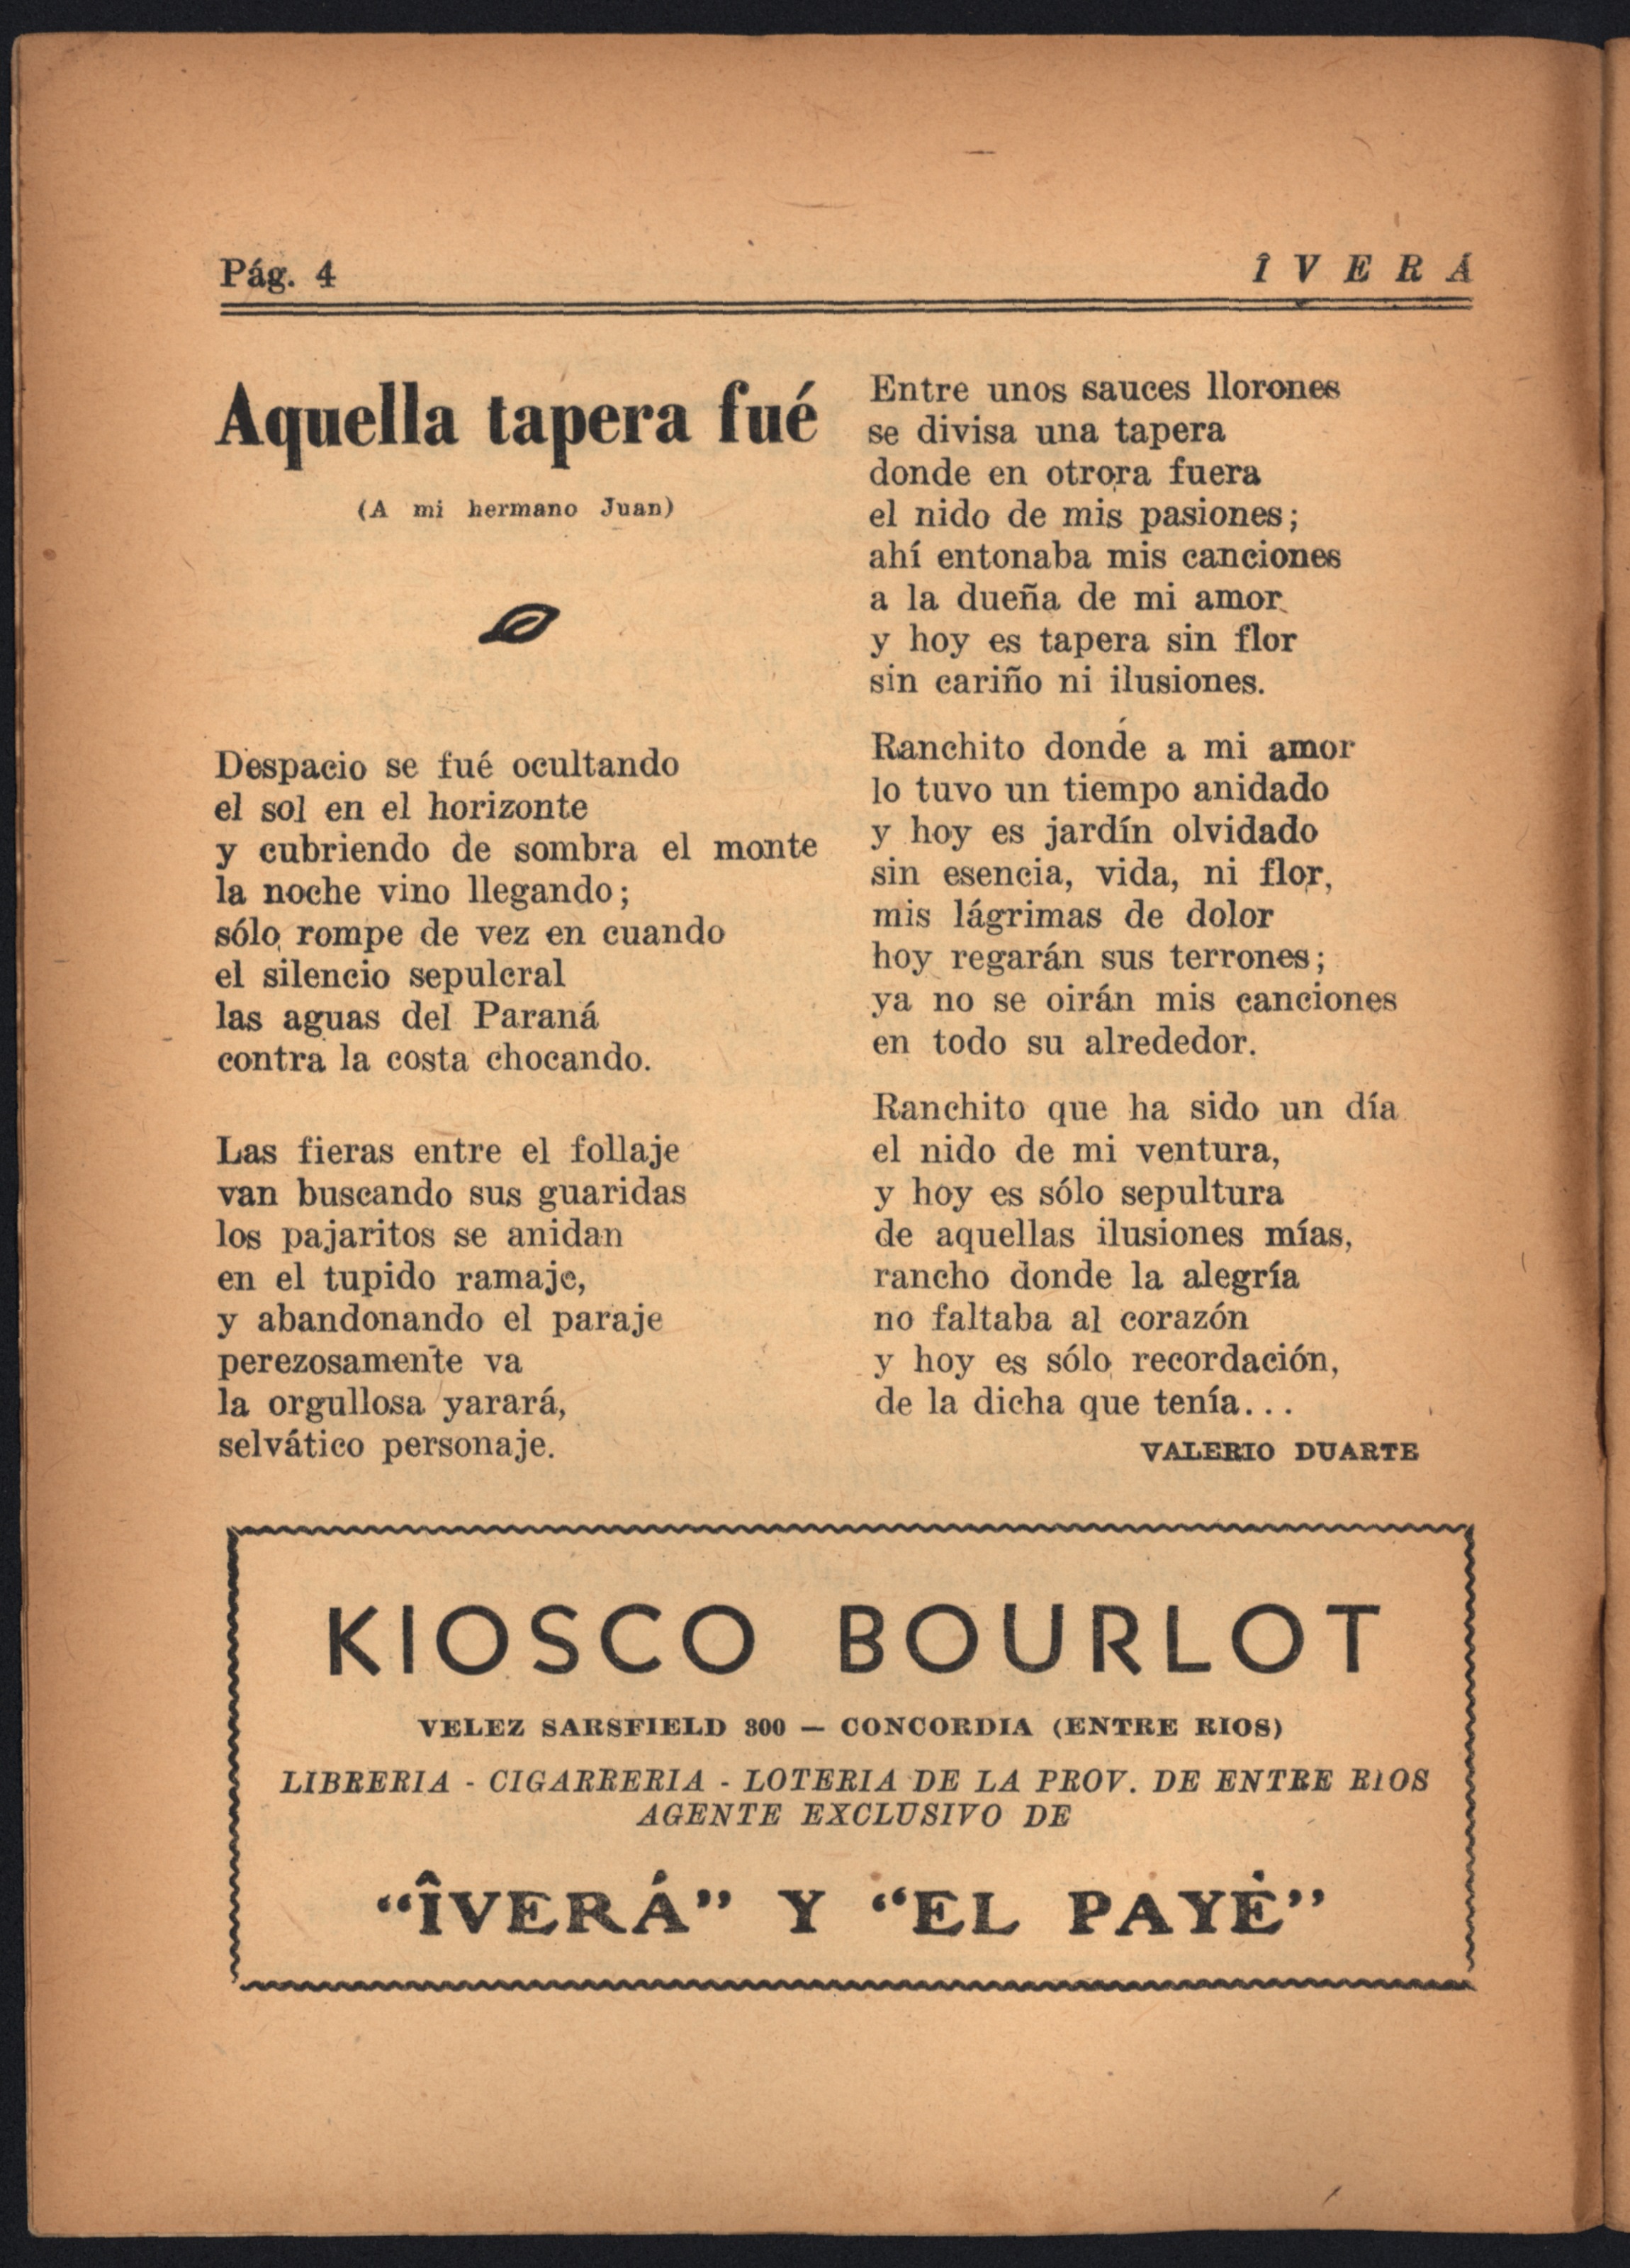 Pág. 4
Î V E R Á
Aquella tapera fué
(A mi hermano Juan)
Despacio se fué ocultando
el sol en el horizonte
y cubriendo de sombra el monte
la noche vino llegando;
sólo rompe de vez en cuando
el silencio sepulcral
las aguas del Paraná
contra la costa chocando.
Las fieras entre el follaje
van buscando sus guaridas
los pajaritos se anidan
en el tupido ramaje,
y abandonando el paraje
perezosamente va
la orgullosa yarará,
selvático personaje.
Entre unos sauces llorones
se divisa una tapera
donde en otrora fuera
el nido de mis pasiones;
ahí entonaba mis canciones
a la dueña de mi amor
y hoy es tapera sin flor
sin cariño ni ilusiones.
Ranchito donde a mi amor
lo tuvo un tiempo anidado
y hoy es jardín olvidado
sin esencia, vida, ni flor,
mis lágrimas de dolor
hoy regarán sus terrones;
ya no se oirán mis canciones
en todo su alrededor.
Ranchito que ha sido un día
el nido de mi ventura,
y hoy es sólo sepultura
de aquellas ilusiones mías,
rancho donde la alegría
no faltaba al corazón
y hoy es sólo recordación,
de la dicha que tenía...
VALERIO DUARTE
KIOSCO BOURLOT
VELEZ SARSFIELD 300 — CONCORDIA (ENTRE RIOS)
LIBRERIA - CIGARRERIA - LOTERIA DE LA PROV. DE ENTRE RIOS
AGENTE EXCLUSIVO DE
“ÎVERÁ” Y “EL PAYÉ”